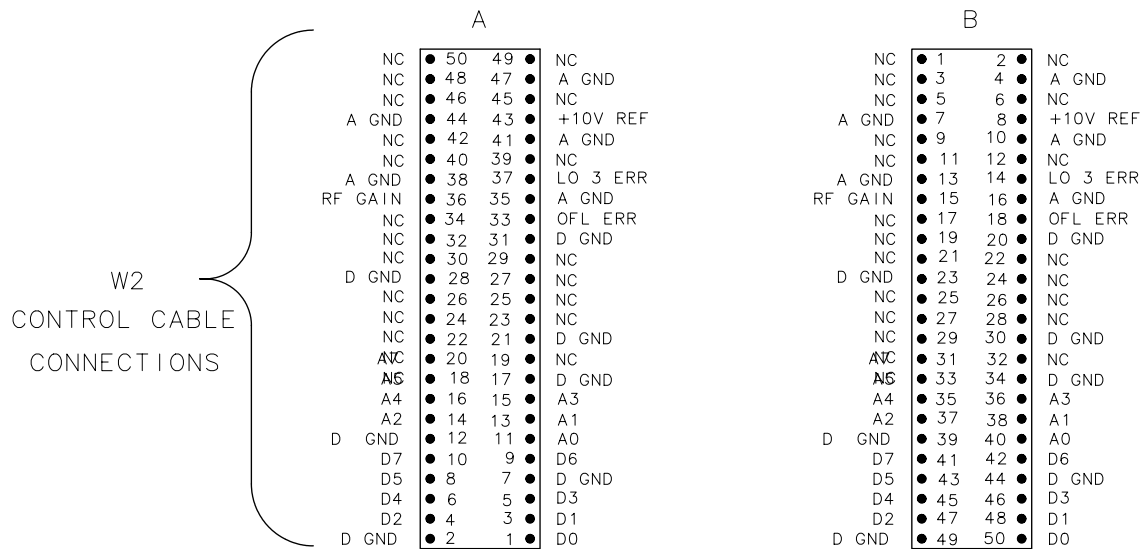 A B
NC 50 49 NC NC 1 2 NC
NC 48 47 A GND NC 3 4 A GND
NC 46 45 NC NC 5 6 NC
A GND 44 43 +10V REF A GND 7 8 +10V REF
NC 42 41 A GND NC 9 10 A GND
NC 40 39 NC NC 11 12 NC
A GND 38 37 LO 3 ERR A GND 13 14 LO 3 ERR
RF GAIN 36 35 A GND RF GAIN 15 16 A GND
NC 34 33 OFL ERR NC 17 18 OFL ERR
NC 32 31 D GND NC 19 20 D GND
NC 30 29 NC NC 21 22 NC
D GND 28 27 NC D GND 23 24 NC
NC 26 25 NC NC 25 26 NC
NC 24 23 NC NC 27 28 NC
NC 22 21 D GND NC 29 30 D GND
20 19 NC 31 32 NC
18 17 D GND 33 34 D GND
A4 16 15 A3 A4 35 36 A3
A2 14 13 A1 A2 37 38 A1
D GND 12 11 A0 D GND 39 40 A0
D7 10 9 D6 D7 41 42 D6
D5 8 7 D GND D5 43 44 D GND
D4 6 5 D3 D4 45 46 D3
D2 4 3 D1 D2 47 48 D1
D GND 2 1 D0 D GND 49 50 D0
W2
CONTROL CABLE
CONNECTIONS